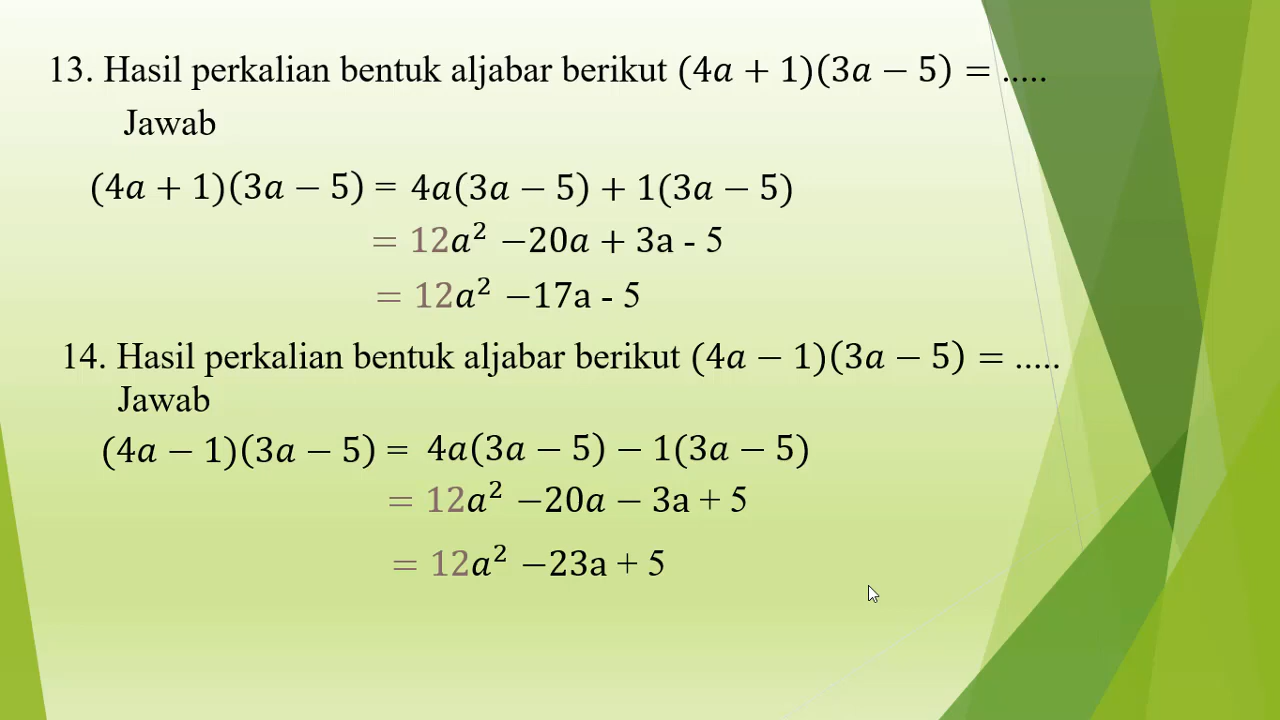 13. Hasil perkalian bentuk aljabar berikut (4a + 1)(3a − 5) = .....
Jawab
(4a + 1)(3a − 5) = 4a(3a − 5) + 1(3a − 5)
= 12a² −20a + 3a - 5
= 12a² −17a - 5
14. Hasil perkalian bentuk aljabar berikut (4a − 1)(3a − 5) = .....
Jawab
(4a − 1)(3a − 5) = 4a(3a − 5) − 1(3a − 5)
= 12a² −20a − 3a + 5
= 12a² −23a + 5